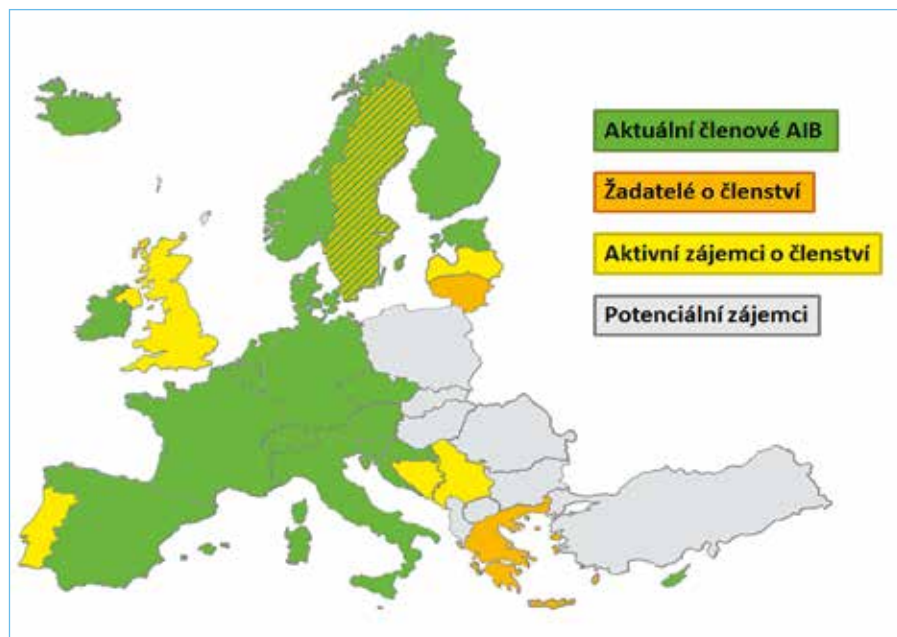 Aktuální členové AIB
Žadatelé o členství
Aktivní zájemci o členství
Potenciální zájemci